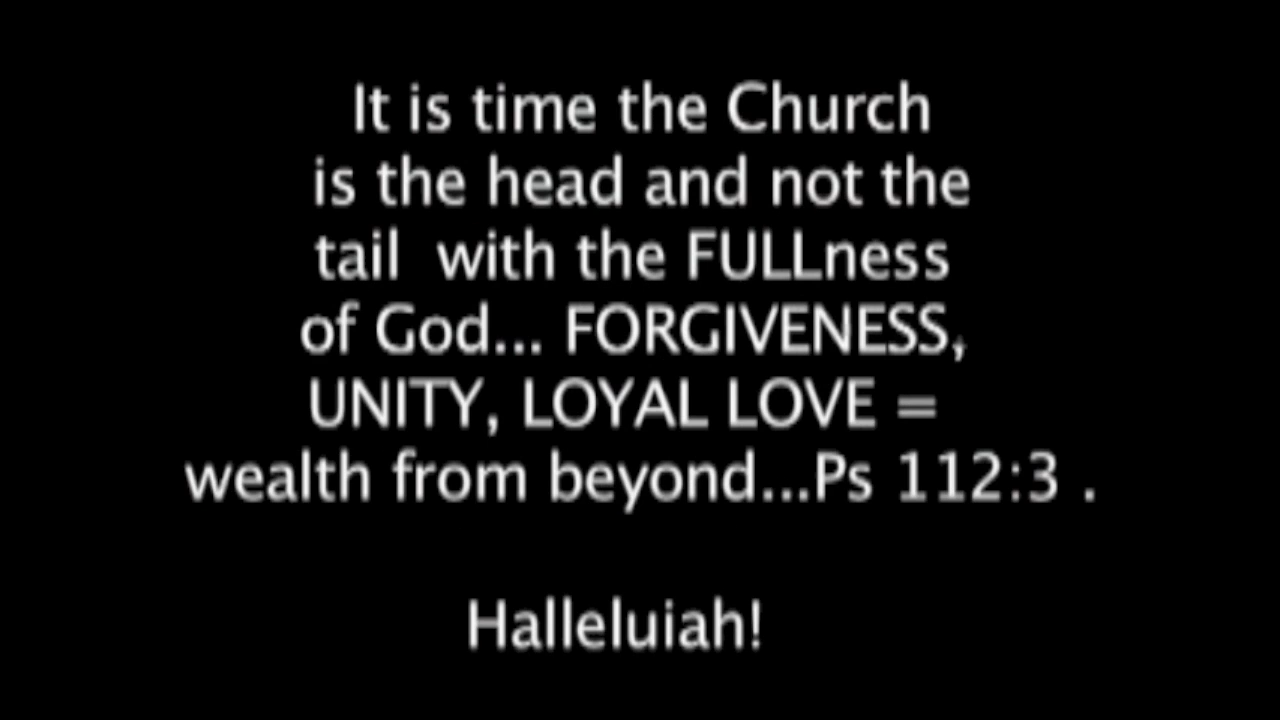 It is time the Church
is the head and not the
tail  with the FULLness
of God... FORGIVENESS,
UNITY, LOYAL LOVE =
wealth from beyond...Ps 112:3 .
Halleluiah!